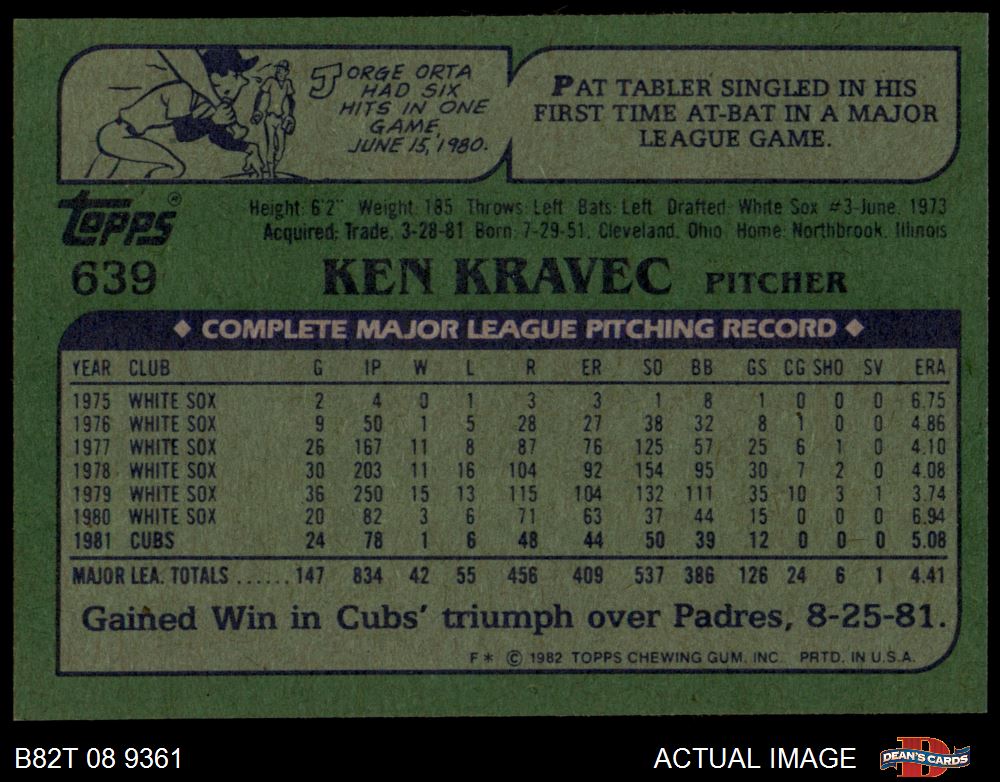 JORGE ORTA
HAD SIX
HITS IN ONE
GAME,
JUNE 15, 1980.
PAT TABLER SINGLED IN HIS
FIRST TIME AT-BAT IN A MAJOR
LEAGUE GAME.
TOPPS®
Height: 6'2" Weight: 185 Throws: Left Bats: Left Drafted: White Sox #3-June, 1973
Acquired: Trade, 3-28-81 Born: 7-29-51, Cleveland, Ohio Home: Northbrook, Illinois
639 KEN KRAVEC PITCHER
◆ COMPLETE MAJOR LEAGUE PITCHING RECORD ◆
YEAR CLUB G IP W L R ER SO BB GS CG SHO SV ERA
1975 WHITE SOX 2 4 0 1 3 3 1 8 1 0 0 0 6.75
1976 WHITE SOX 9 50 1 5 28 27 38 32 8 1 0 0 4.86
1977 WHITE SOX 26 167 11 8 87 76 125 57 25 6 1 0 4.10
1978 WHITE SOX 30 203 11 16 104 92 154 95 30 7 2 0 4.08
1979 WHITE SOX 36 250 15 13 115 104 132 111 35 10 3 1 3.74
1980 WHITE SOX 20 82 3 6 71 63 37 44 15 0 0 0 6.94
1981 CUBS 24 78 1 6 48 44 50 39 12 0 0 0 5.08
MAJOR LEA. TOTALS ......147 834 42 55 456 409 537 386 126 24 6 1 4.41
Gained Win in Cubs' triumph over Padres, 8-25-81.
F* © 1982 TOPPS CHEWING GUM, INC. PRTD. IN U.S.A.
B82T 08 9361 ACTUAL IMAGE DEAN'S CARDS